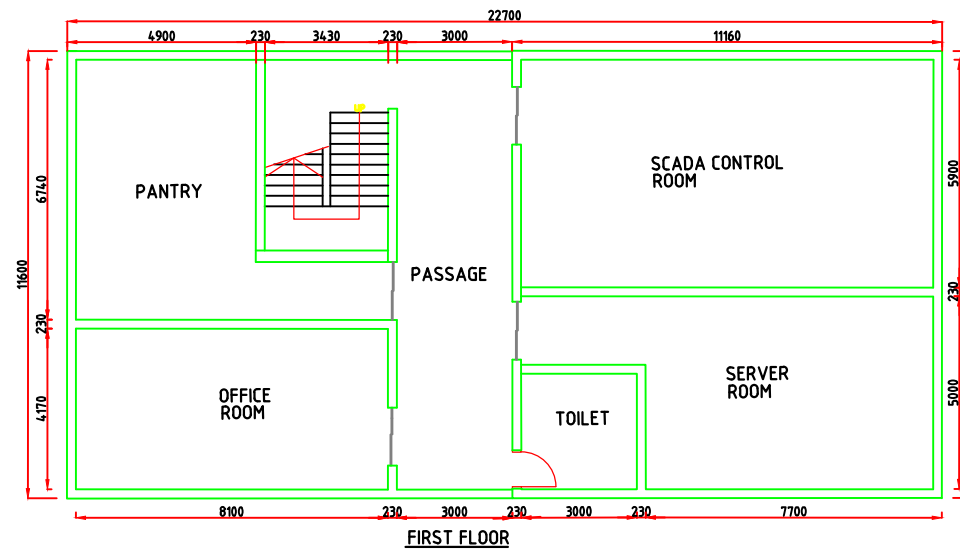 22700
4900 230 3430 230 3000 11160
UP
SCADA CONTROL
ROOM
PANTRY
6740
5900
PASSAGE
11600
230
230
SERVER
ROOM
OFFICE
ROOM
TOILET
4170
5000
8100 230 3000 230 3000 230 7700
FIRST FLOOR